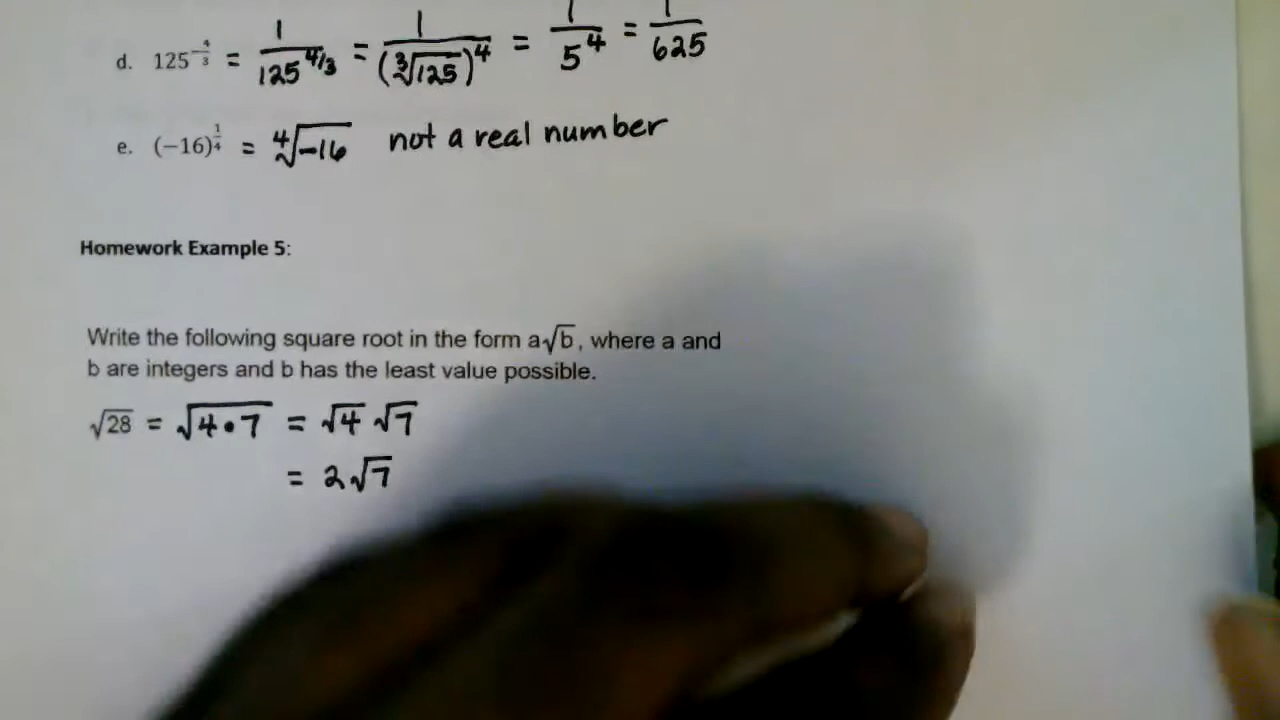 d. 125^{-4/3} = 1/125^{4/3} = 1/(∛125)^4 = 1/5^4 = 1/625
e. (−16)^{1/4} = ∜−16 not a real number
Homework Example 5:
Write the following square root in the form a√b, where a and
b are integers and b has the least value possible.
√28 = √4•7 = √4 √7
= 2√7